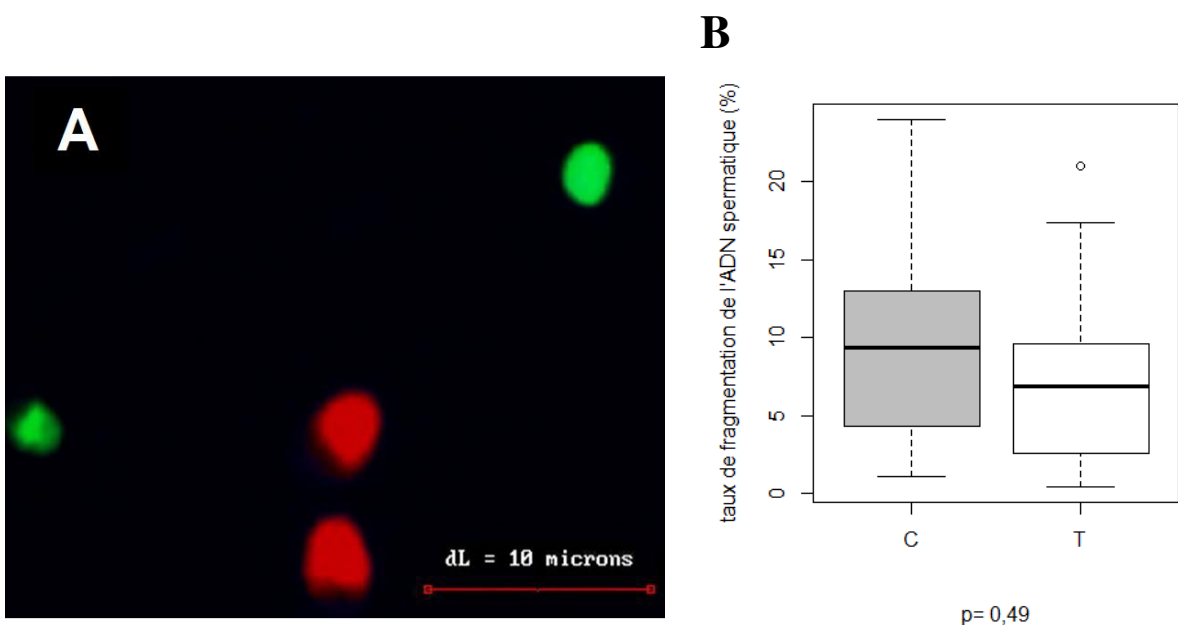 B
A
dL = 10 microns
taux de fragmentation de l'ADN spermatique (%)
20
15
10
5
0
C T
p= 0,49